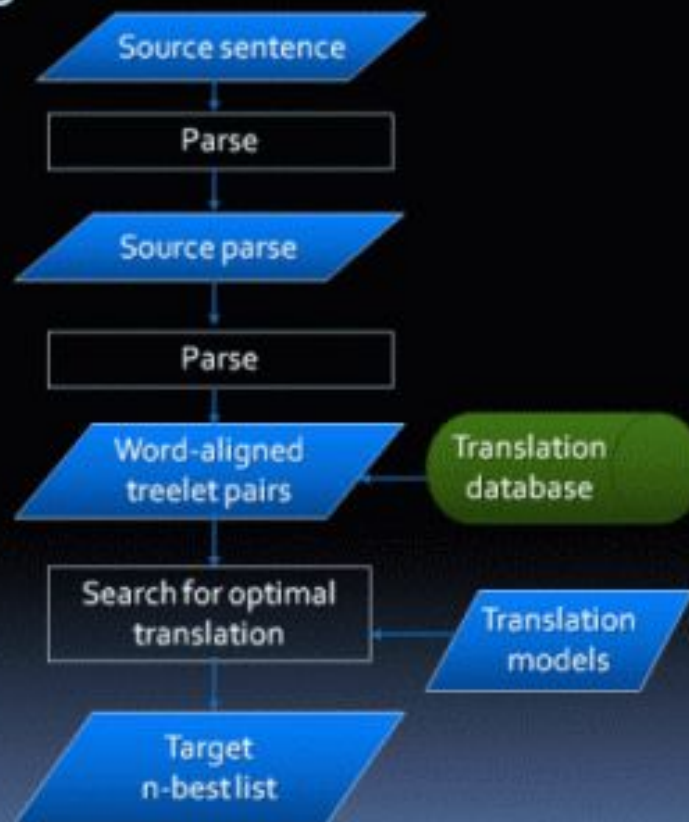 Source sentence
Parse
Source parse
Parse
Word-aligned
treelet pairs
Translation
database
Search for optimal
translation
Translation
models
Target
n-best list